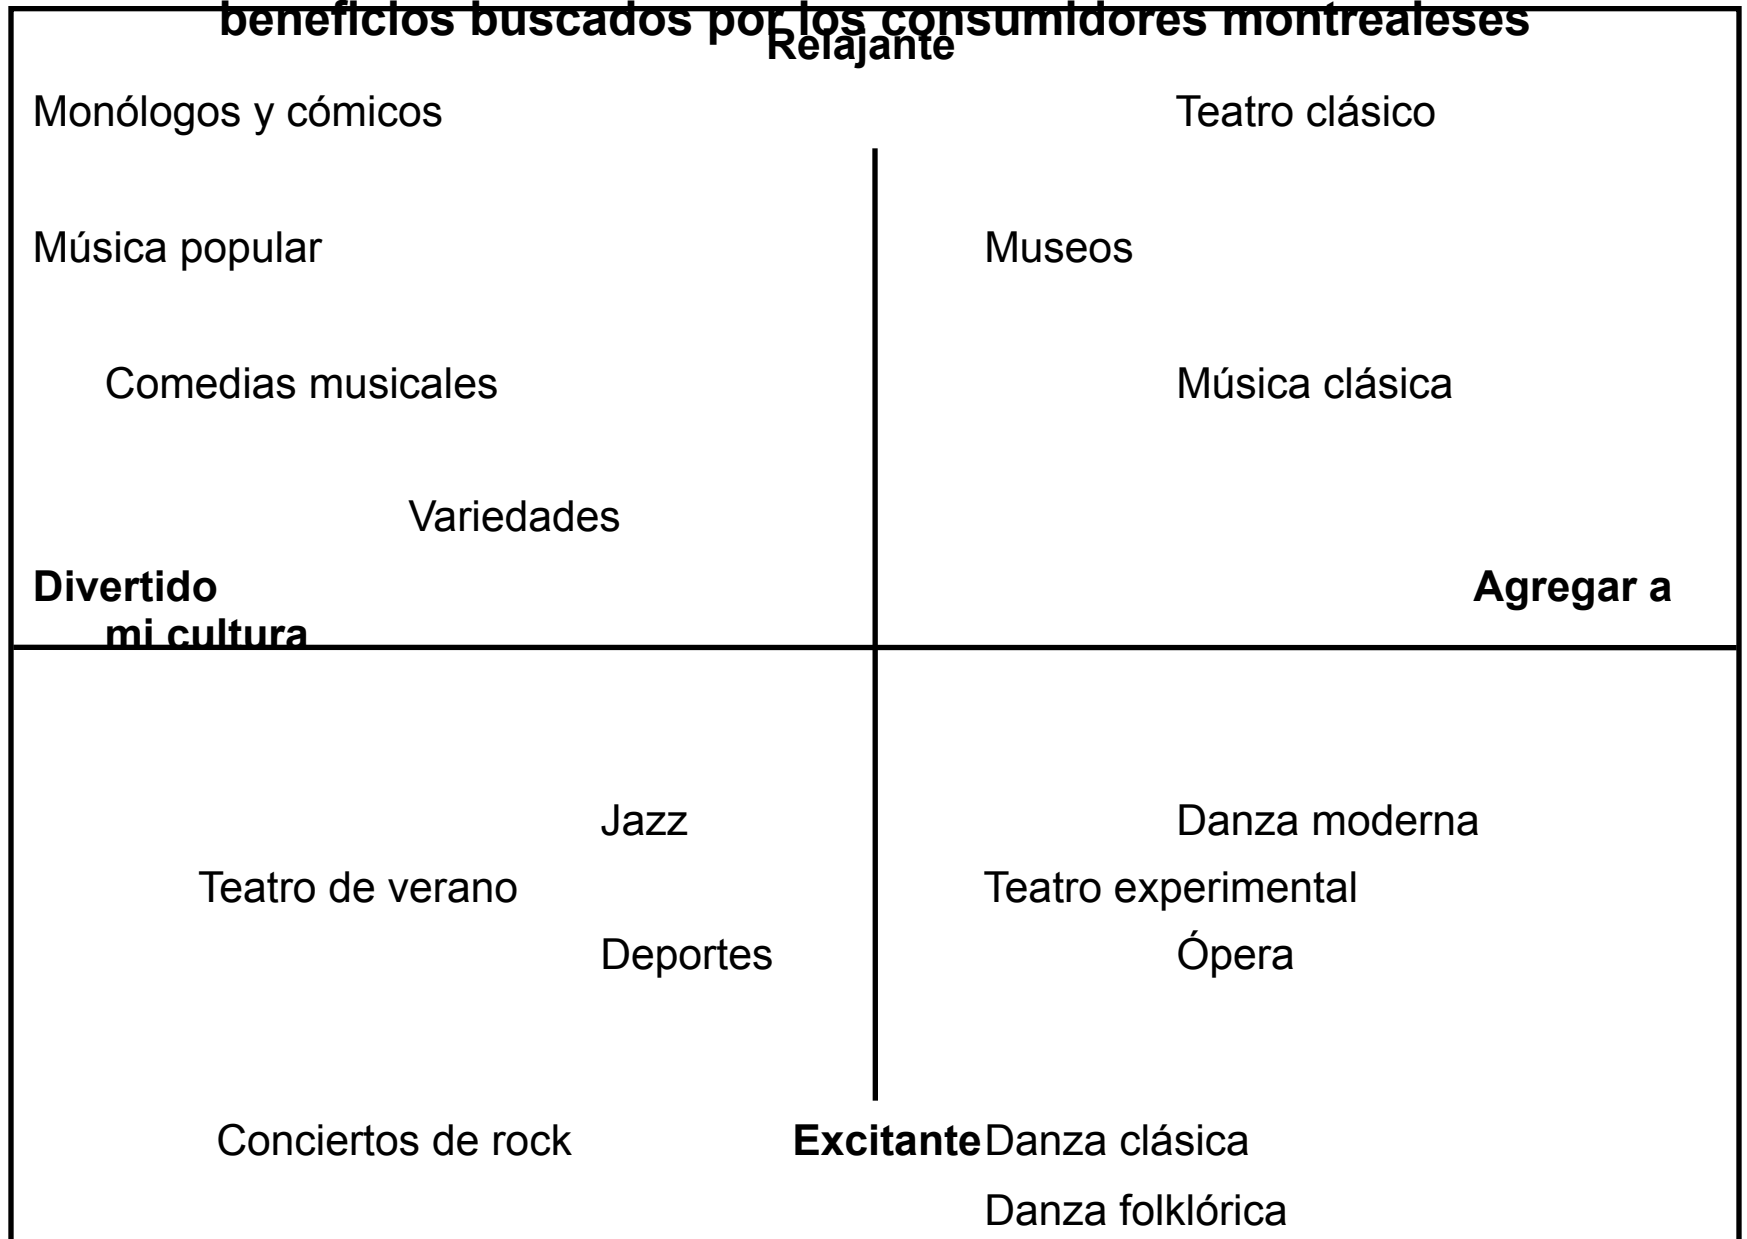 beneficios buscados por los consumidores montrealeses
Relajante
Monólogos y cómicos Teatro clásico
Música popular Museos
Comedias musicales Música clásica
Variedades
Divertido Agregar a
mi cultura
Jazz Danza moderna
Teatro de verano Teatro experimental
Deportes Ópera
Conciertos de rock Excitante Danza clásica
Danza folklórica